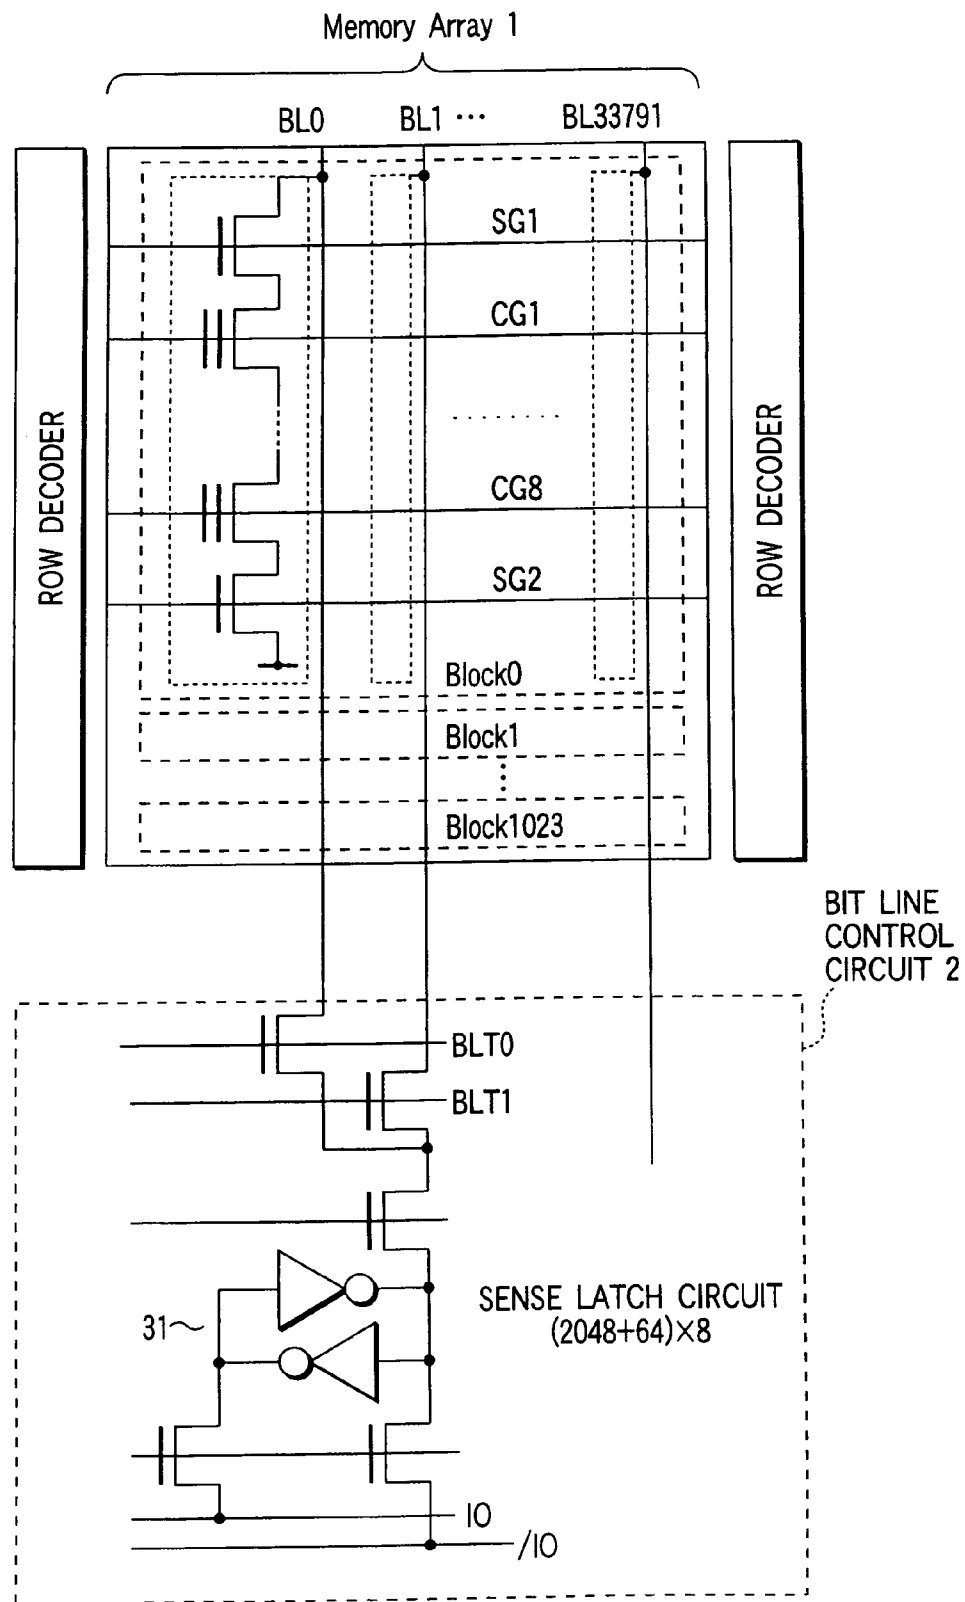 Memory Array 1
BL0 BL1 ... BL33791
ROW DECODER
SG1
CG1
CG8
SG2
Block0
Block1
Block1023
ROW DECODER
BIT LINE
CONTROL
CIRCUIT 2
BLT0
BLT1
31
SENSE LATCH CIRCUIT
(2048+64)×8
IO
/IO